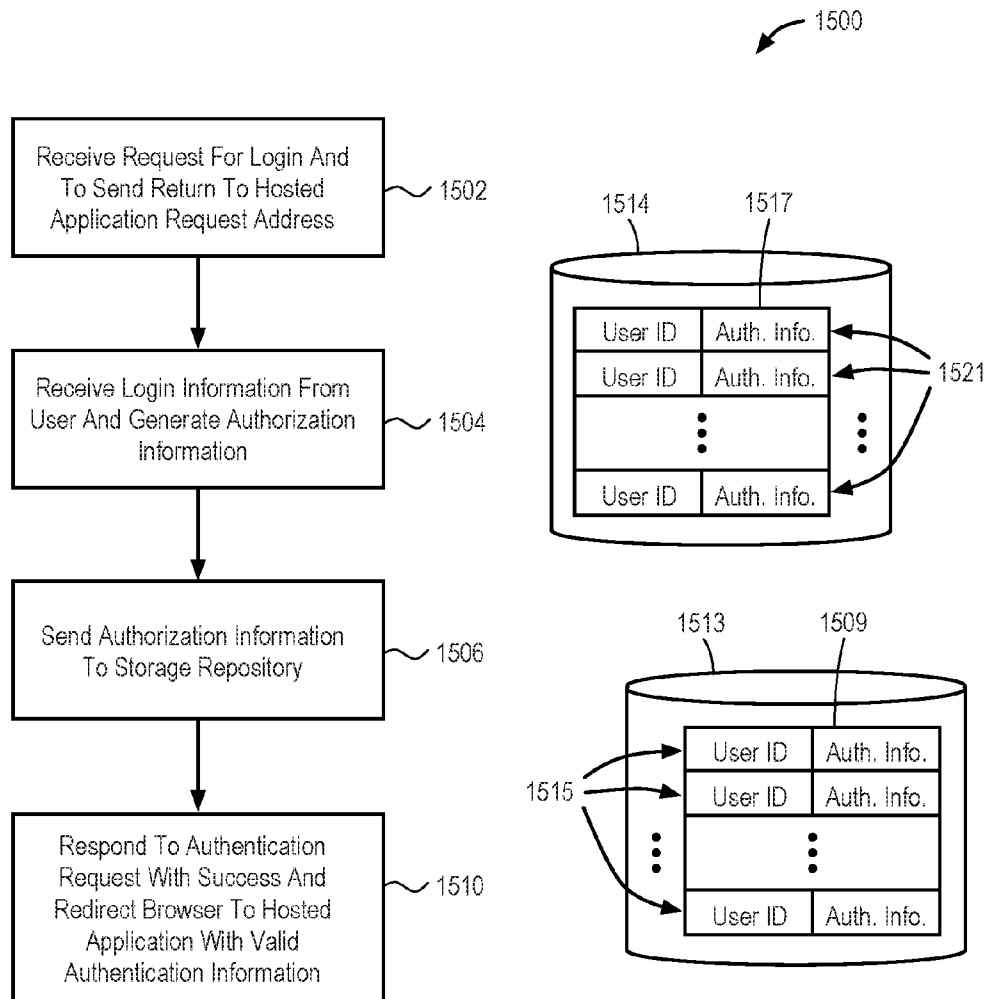 1500
Receive Request For Login And
To Send Return To Hosted
Application Request Address
1502
Receive Login Information From
User And Generate Authorization
Information
1504
Send Authorization Information
To Storage Repository
1506
Respond To Authentication
Request With Success And
Redirect Browser To Hosted
Application With Valid
Authentication Information
1510
1514
1517
User ID Auth. Info.
User ID Auth. Info.
1521
User ID Auth. Info.
1513
1509
User ID Auth. Info.
1515
User ID Auth. Info.
User ID Auth. Info.